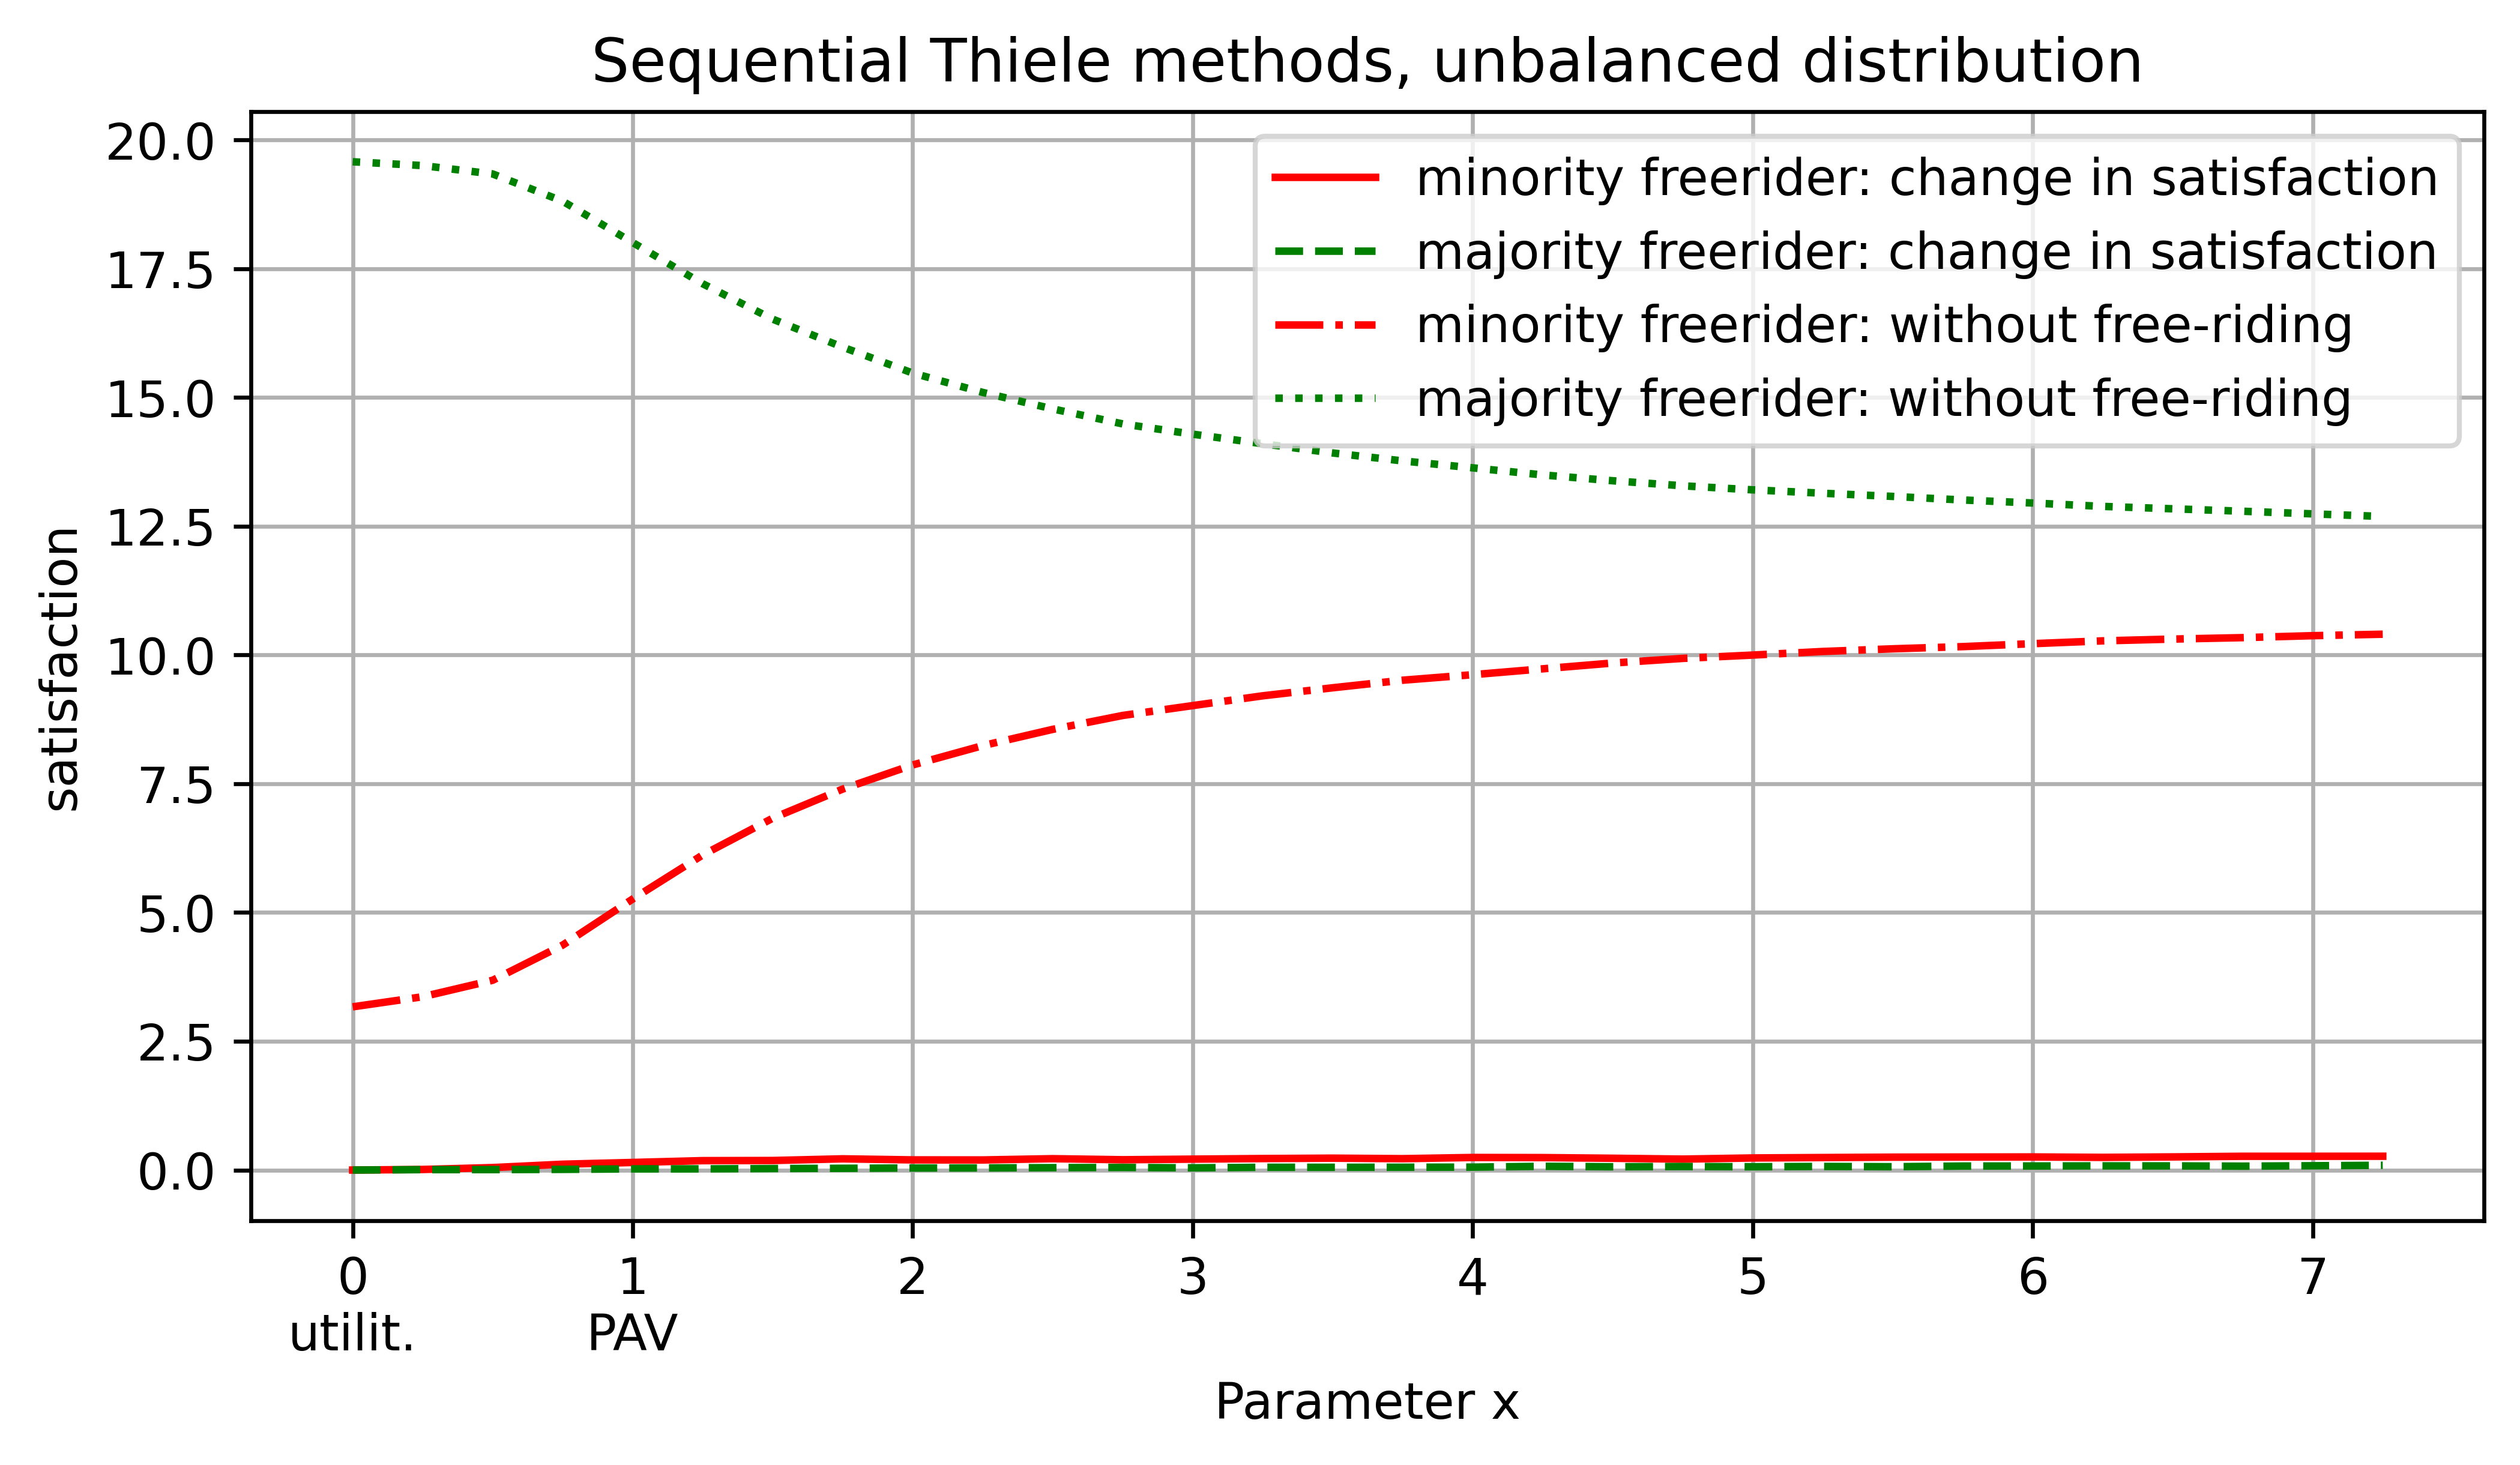 Sequential Thiele methods, unbalanced distribution
20.0
17.5
15.0
12.5
10.0
7.5
5.0
2.5
0.0
satisfaction
minority freerider: change in satisfaction
majority freerider: change in satisfaction
minority freerider: without free-riding
majority freerider: without free-riding
0 1 2 3 4 5 6 7
utilit. PAV
Parameter x